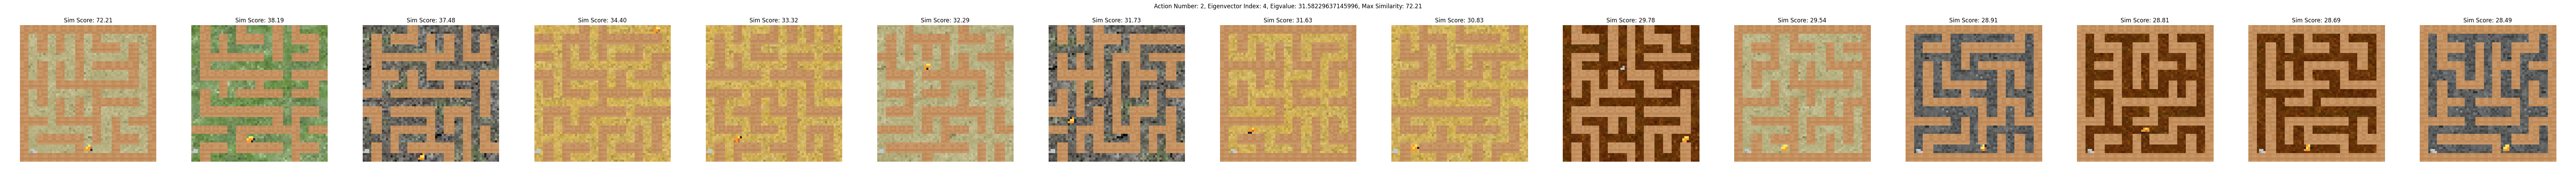 Action Number: 2, Eigenvector Index: 4, Eigvalue: 31.58229637145996, Max Similarity: 72.21
Sim Score: 72.21
Sim Score: 38.19
Sim Score: 37.48
Sim Score: 34.40
Sim Score: 33.32
Sim Score: 32.29
Sim Score: 31.73
Sim Score: 31.63
Sim Score: 30.83
Sim Score: 29.78
Sim Score: 29.54
Sim Score: 28.91
Sim Score: 28.81
Sim Score: 28.69
Sim Score: 28.49